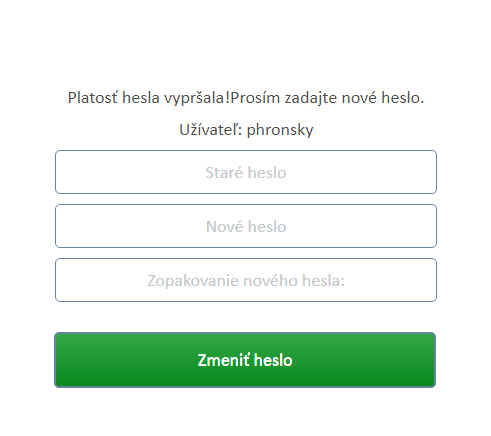 Platosť hesla vypršala!Prosím zadajte nové heslo.
Užívateľ: phronsky
Staré heslo
Nové heslo
Zopakovanie nového hesla:
Zmeniť heslo